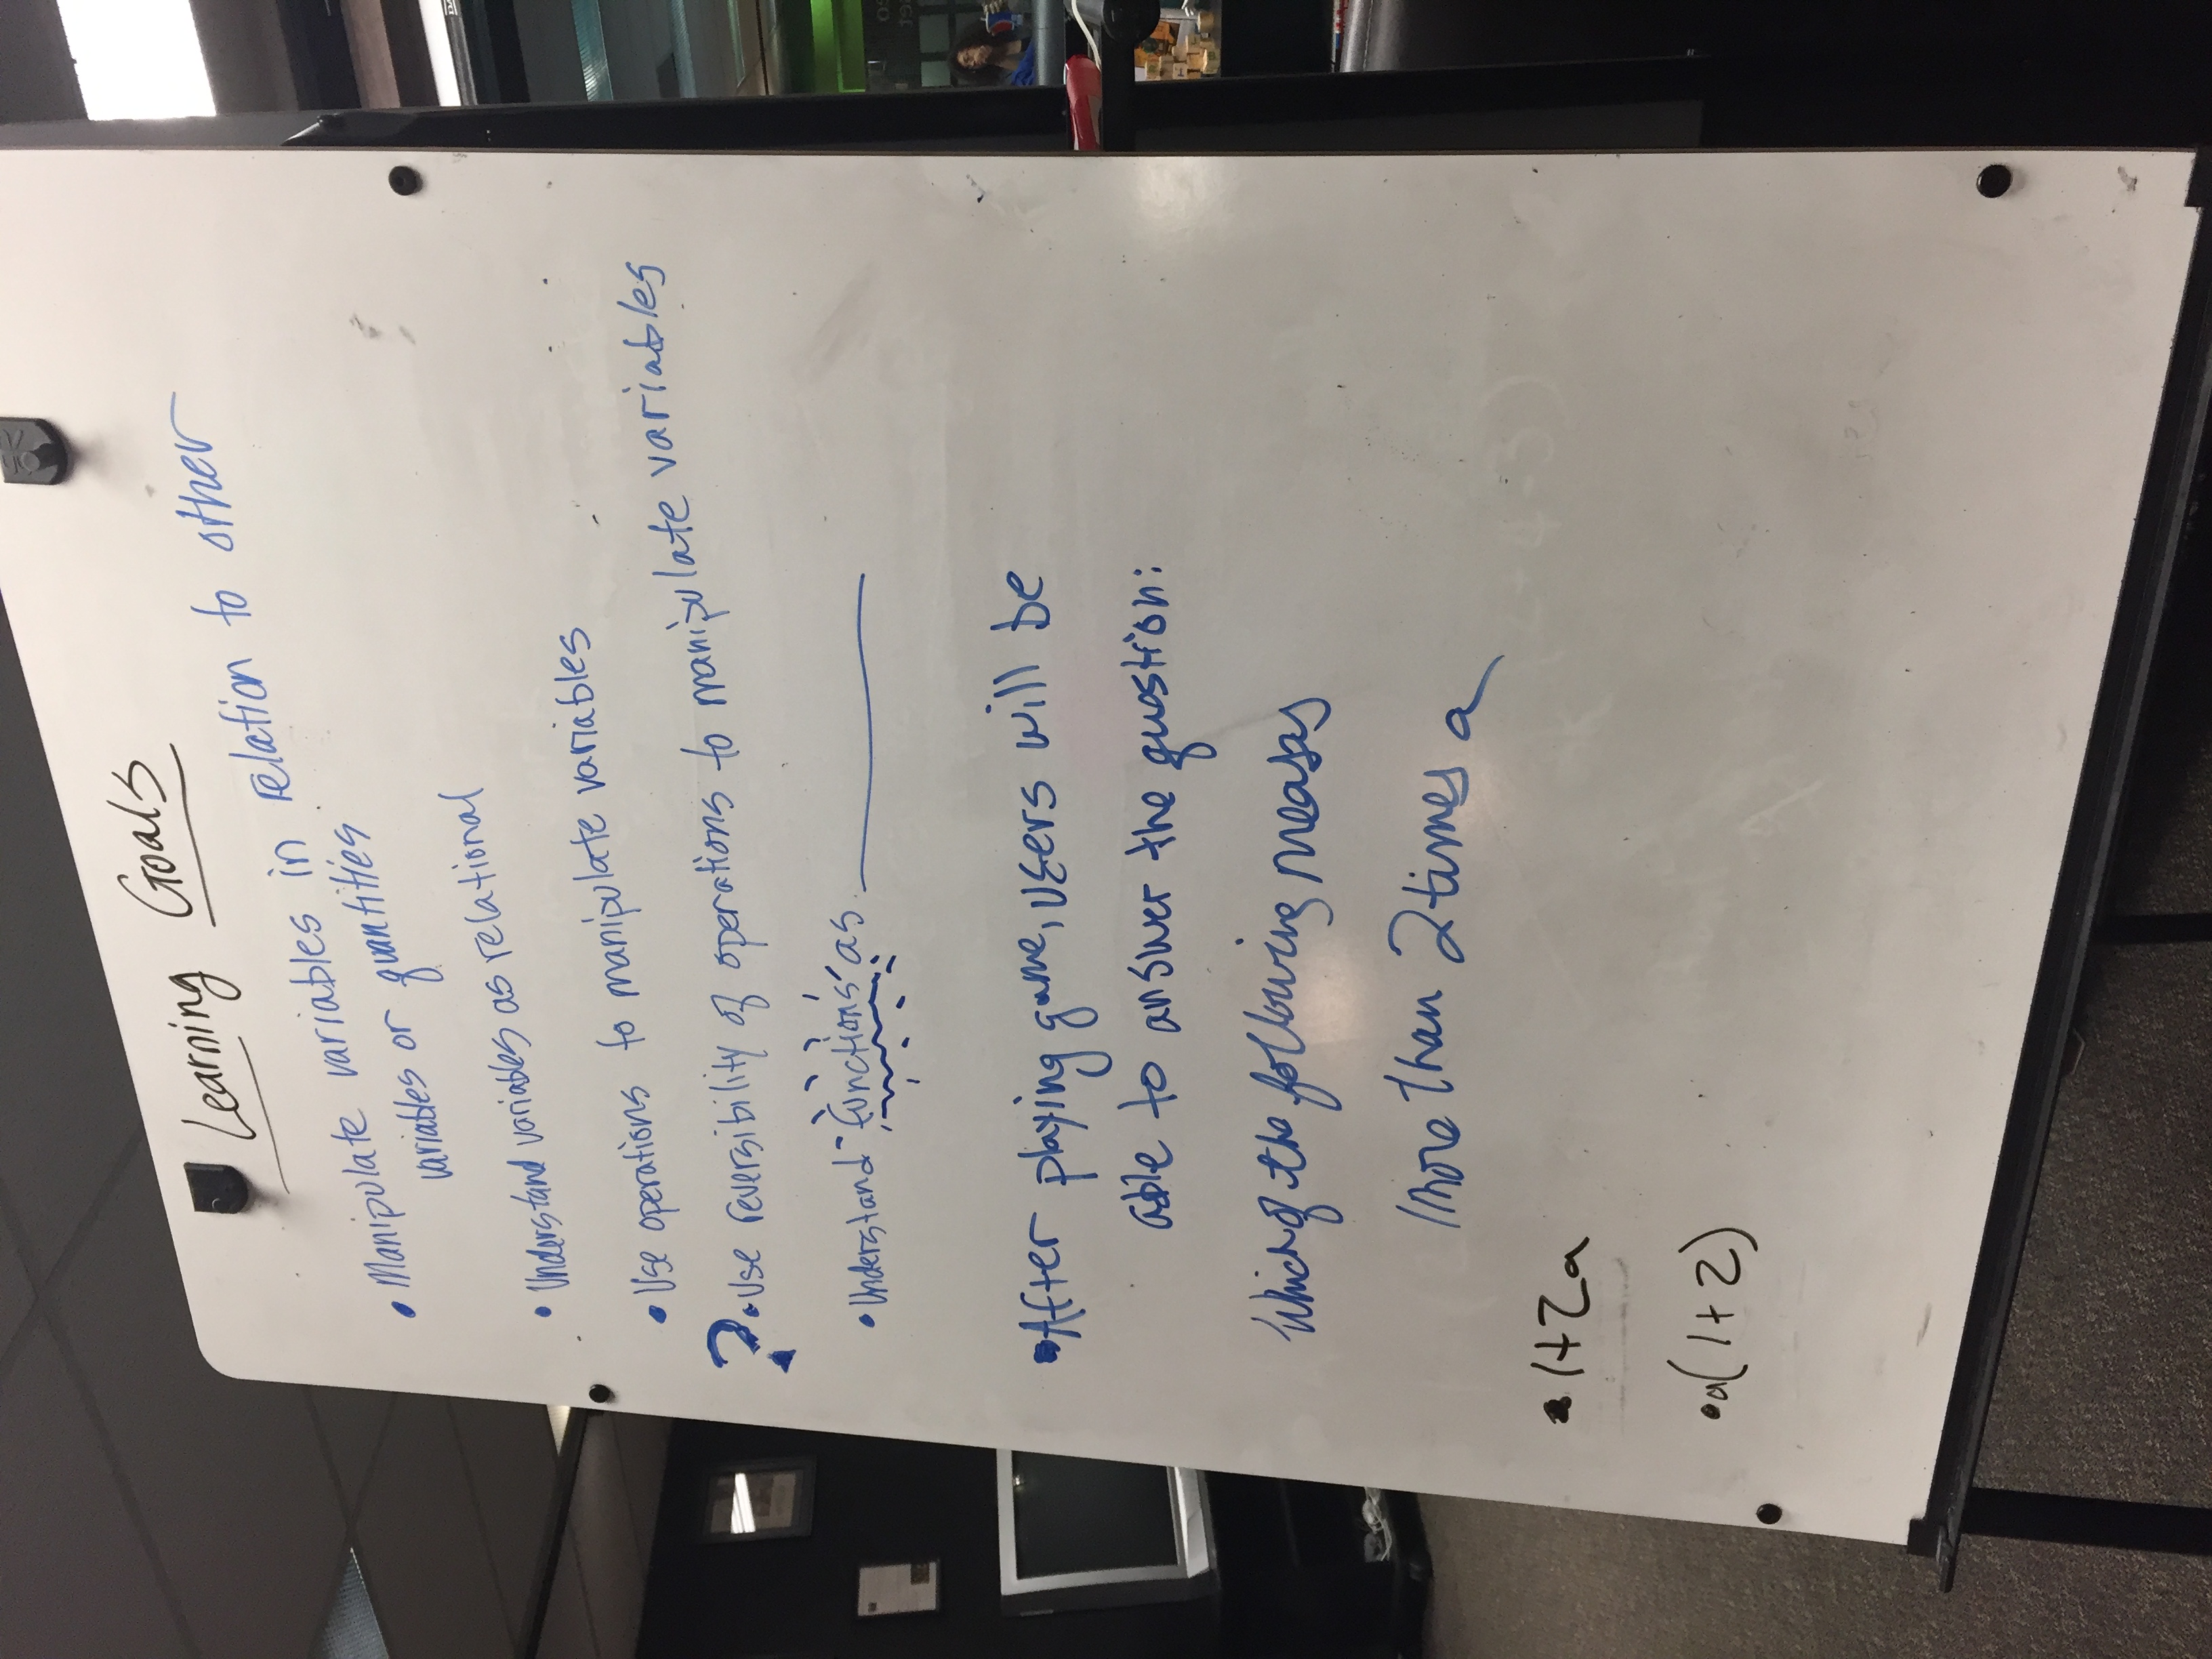 Learning Goals
• Manipulate variables in relation to other
variables or quantities
• Understand variables as relational
• Use operations to manipulate variables
? • Use reversibility of operations to manipulate variables
• Understand functions as ________
• After playing game, users will be
able to answer the question:
Which of the following means
more than 2 times a
• 1+2a
• a(1+2)